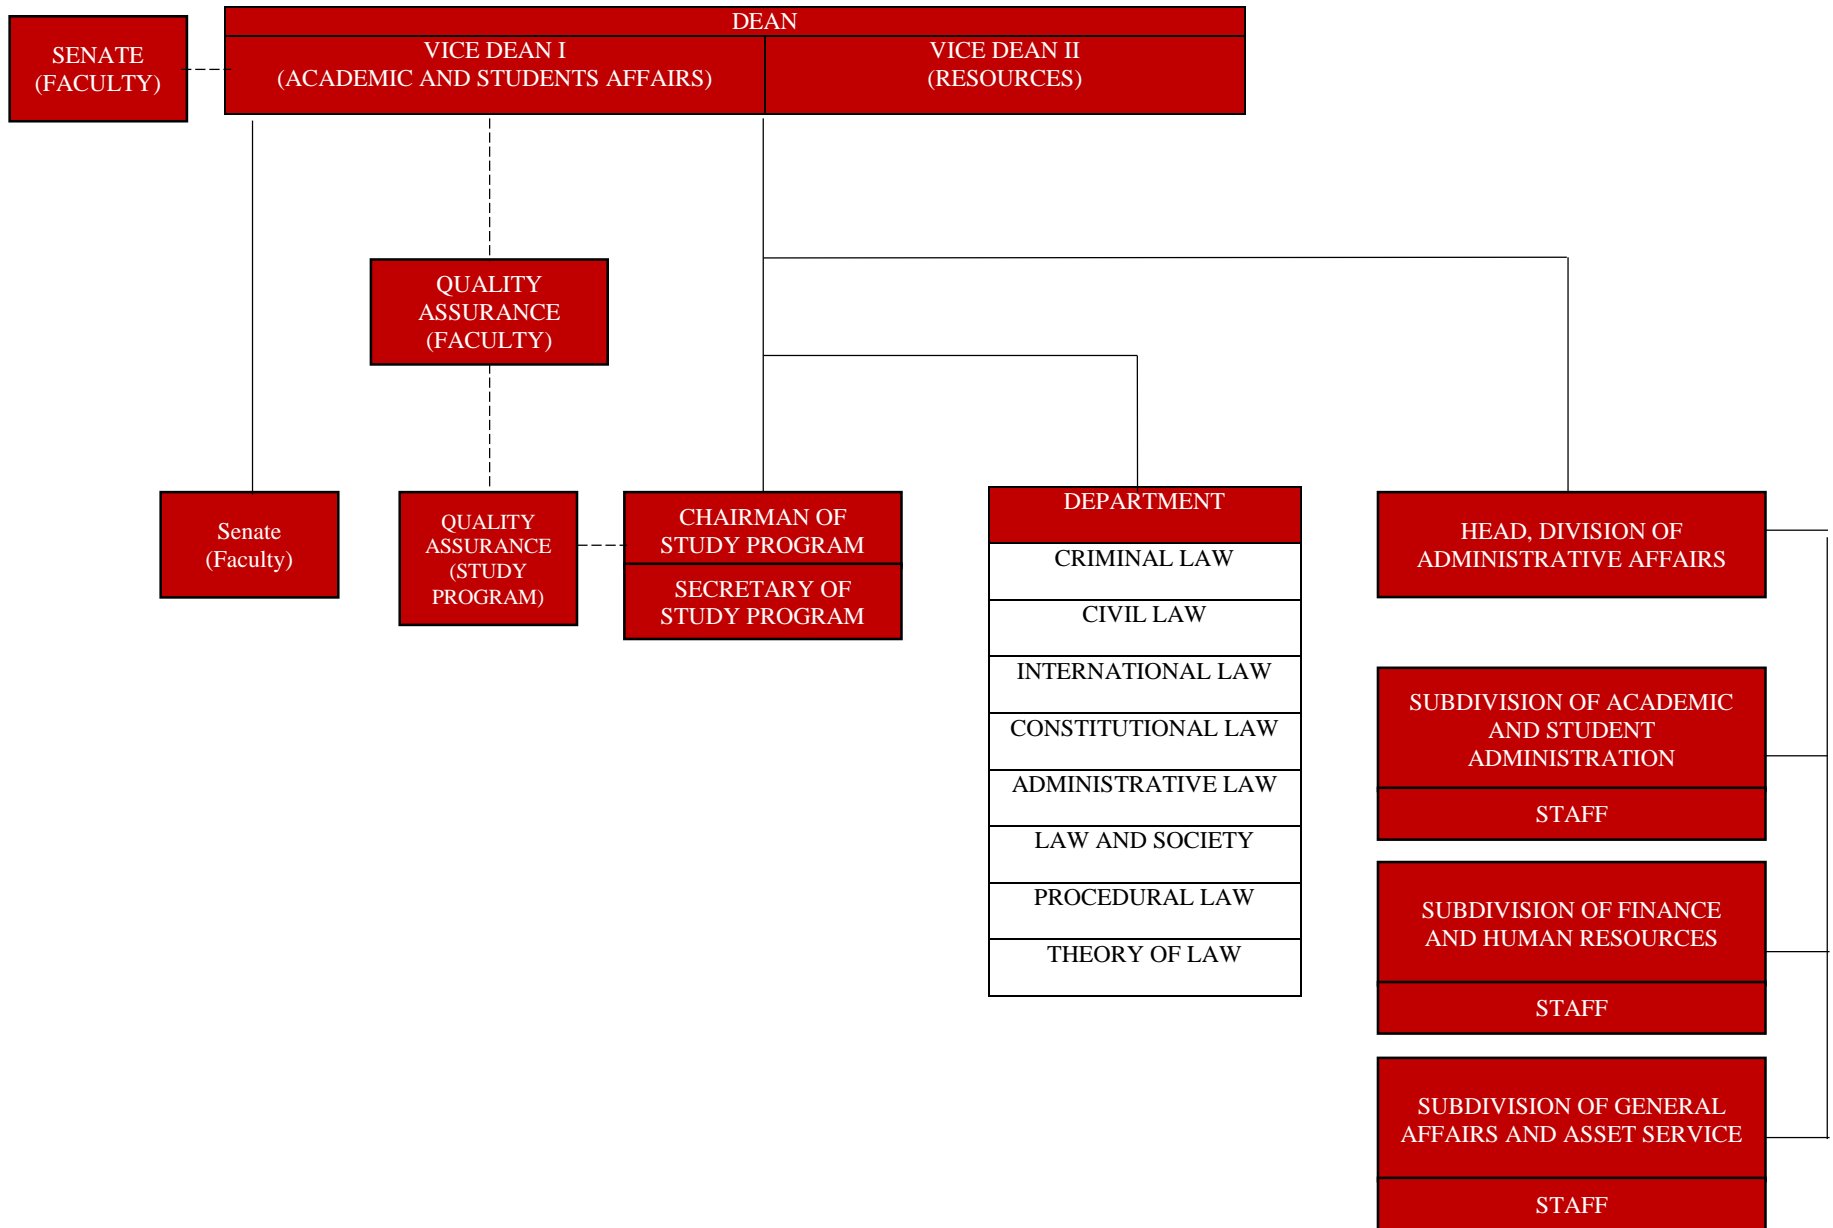 SENATE
(FACULTY)
DEAN
VICE DEAN I
(ACADEMIC AND STUDENTS AFFAIRS)
VICE DEAN II
(RESOURCES)
QUALITY
ASSURANCE
(FACULTY)
Senate
(Faculty)
QUALITY
ASSURANCE
(STUDY
PROGRAM)
CHAIRMAN OF
STUDY PROGRAM
SECRETARY OF
STUDY PROGRAM
DEPARTMENT
CRIMINAL LAW
CIVIL LAW
INTERNATIONAL LAW
CONSTITUTIONAL LAW
ADMINISTRATIVE LAW
LAW AND SOCIETY
PROCEDURAL LAW
THEORY OF LAW
HEAD, DIVISION OF
ADMINISTRATIVE AFFAIRS
SUBDIVISION OF ACADEMIC
AND STUDENT
ADMINISTRATION
STAFF
SUBDIVISION OF FINANCE
AND HUMAN RESOURCES
STAFF
SUBDIVISION OF GENERAL
AFFAIRS AND ASSET SERVICE
STAFF